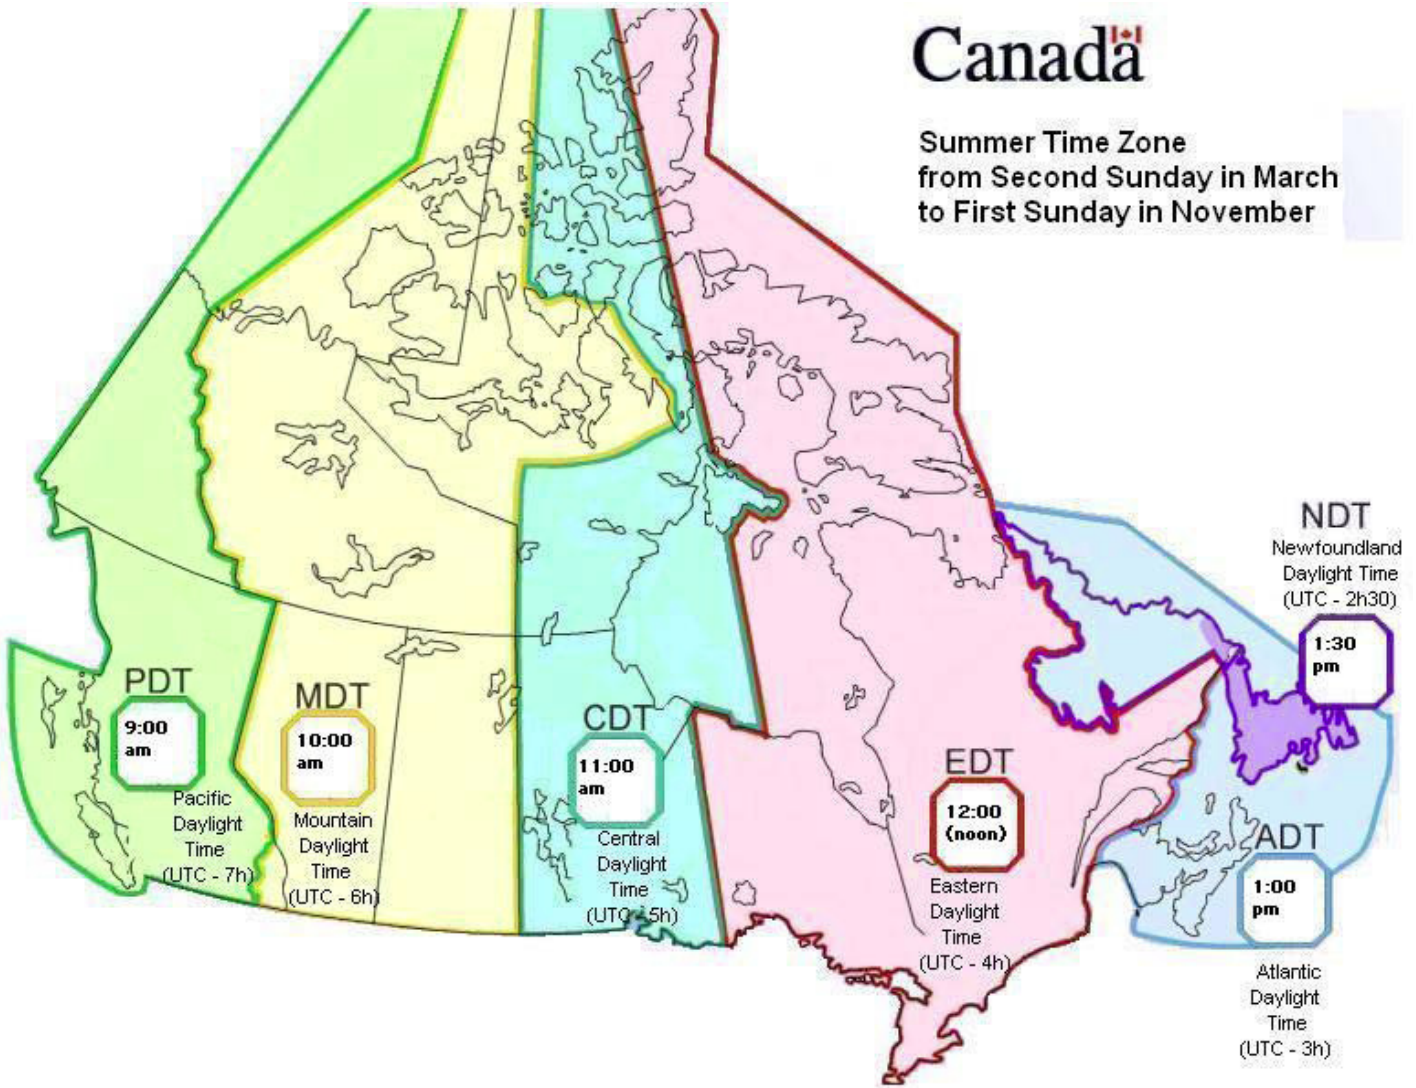 Canada
Summer Time Zone
from Second Sunday in March
to First Sunday in November
NDT
Newfoundland
Daylight Time
(UTC - 2h30)
1:30
pm
PDT
9:00
am
Pacific
Daylight
Time
(UTC - 7h)
MDT
10:00
am
Mountain
Daylight
Time
(UTC - 6h)
CDT
11:00
am
Central
Daylight
Time
(UTC - 5h)
EDT
12:00
(noon)
Eastern
Daylight
Time
(UTC - 4h)
ADT
1:00
pm
Atlantic
Daylight
Time
(UTC - 3h)